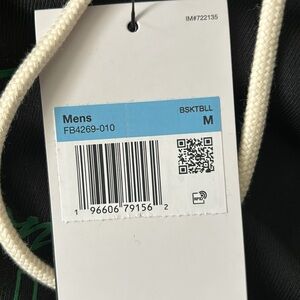 IM#722135
Mens BSKTBLL
FB4269-010 M
1 96606 79156 2